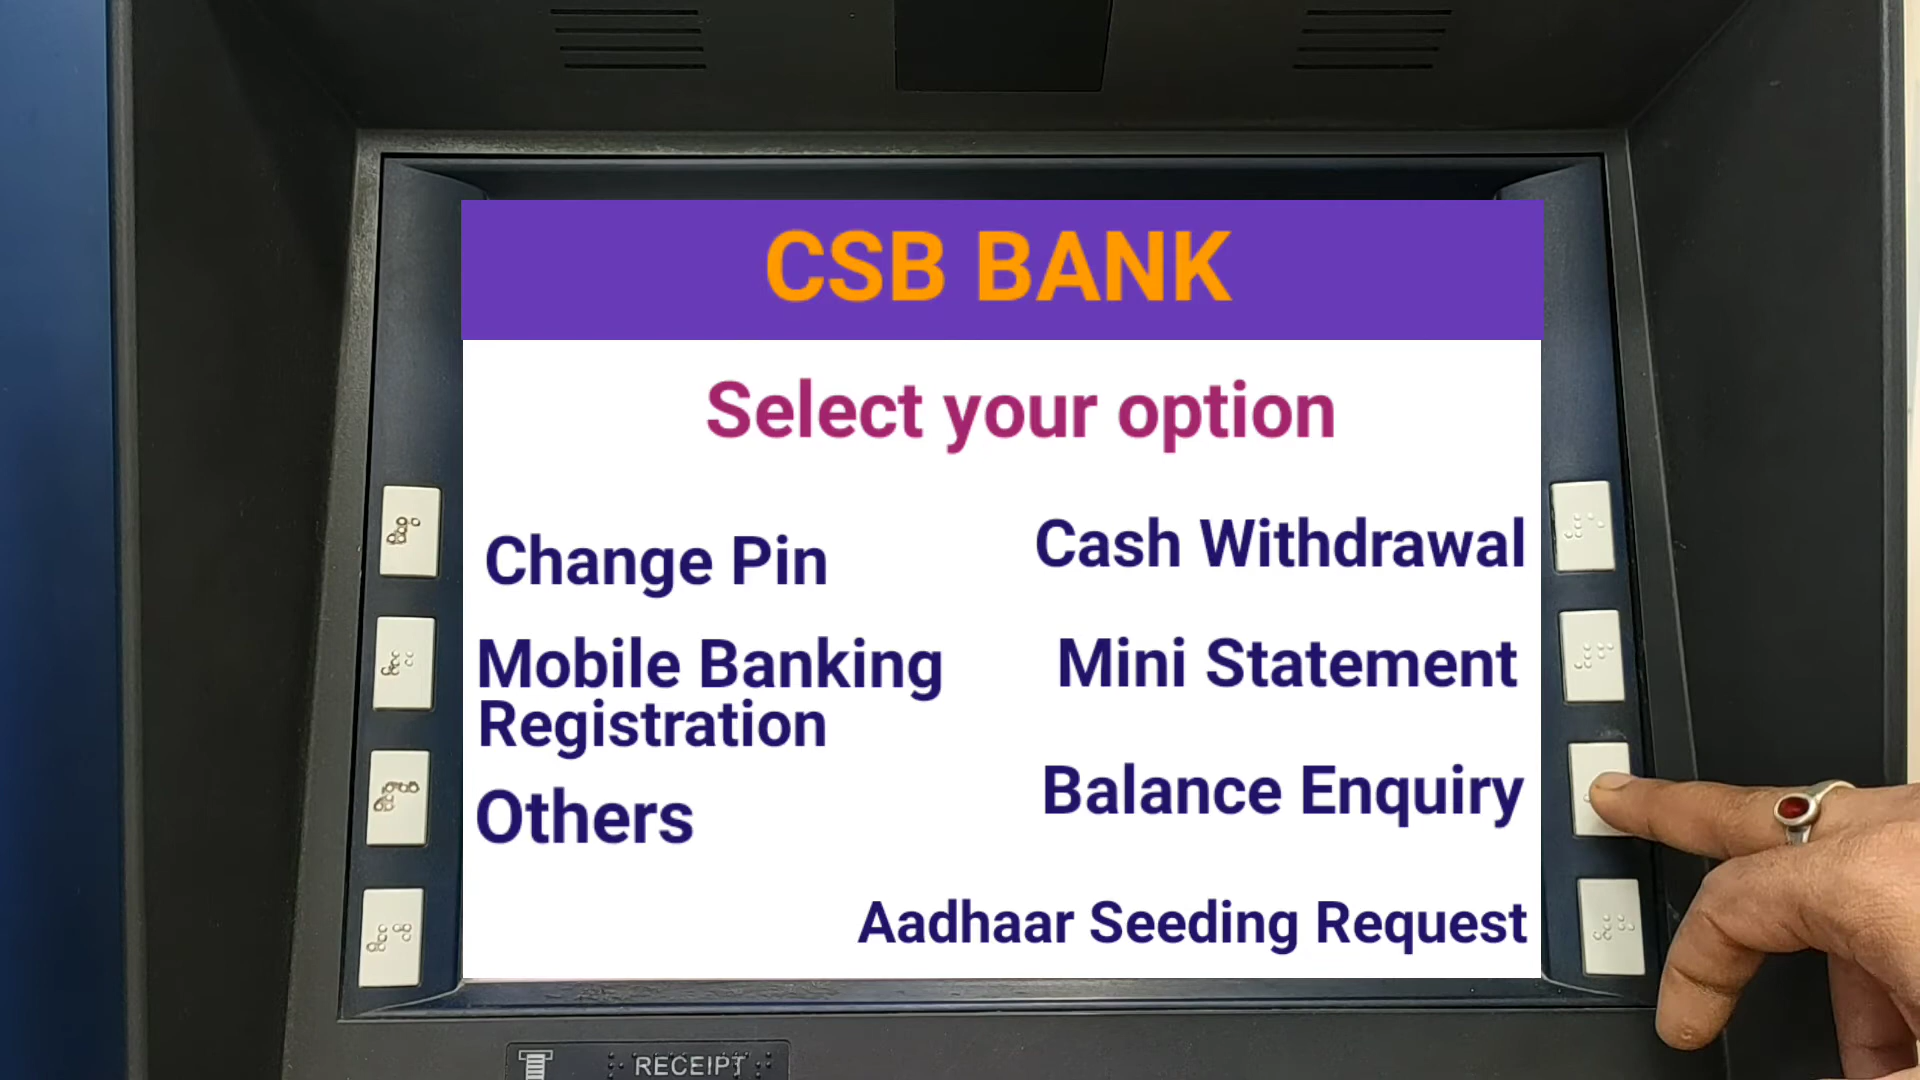 CSB BANK
Select your option
Change Pin
Cash Withdrawal
Mobile Banking
Registration
Mini Statement
Others
Balance Enquiry
Aadhaar Seeding Request
RECEIPT